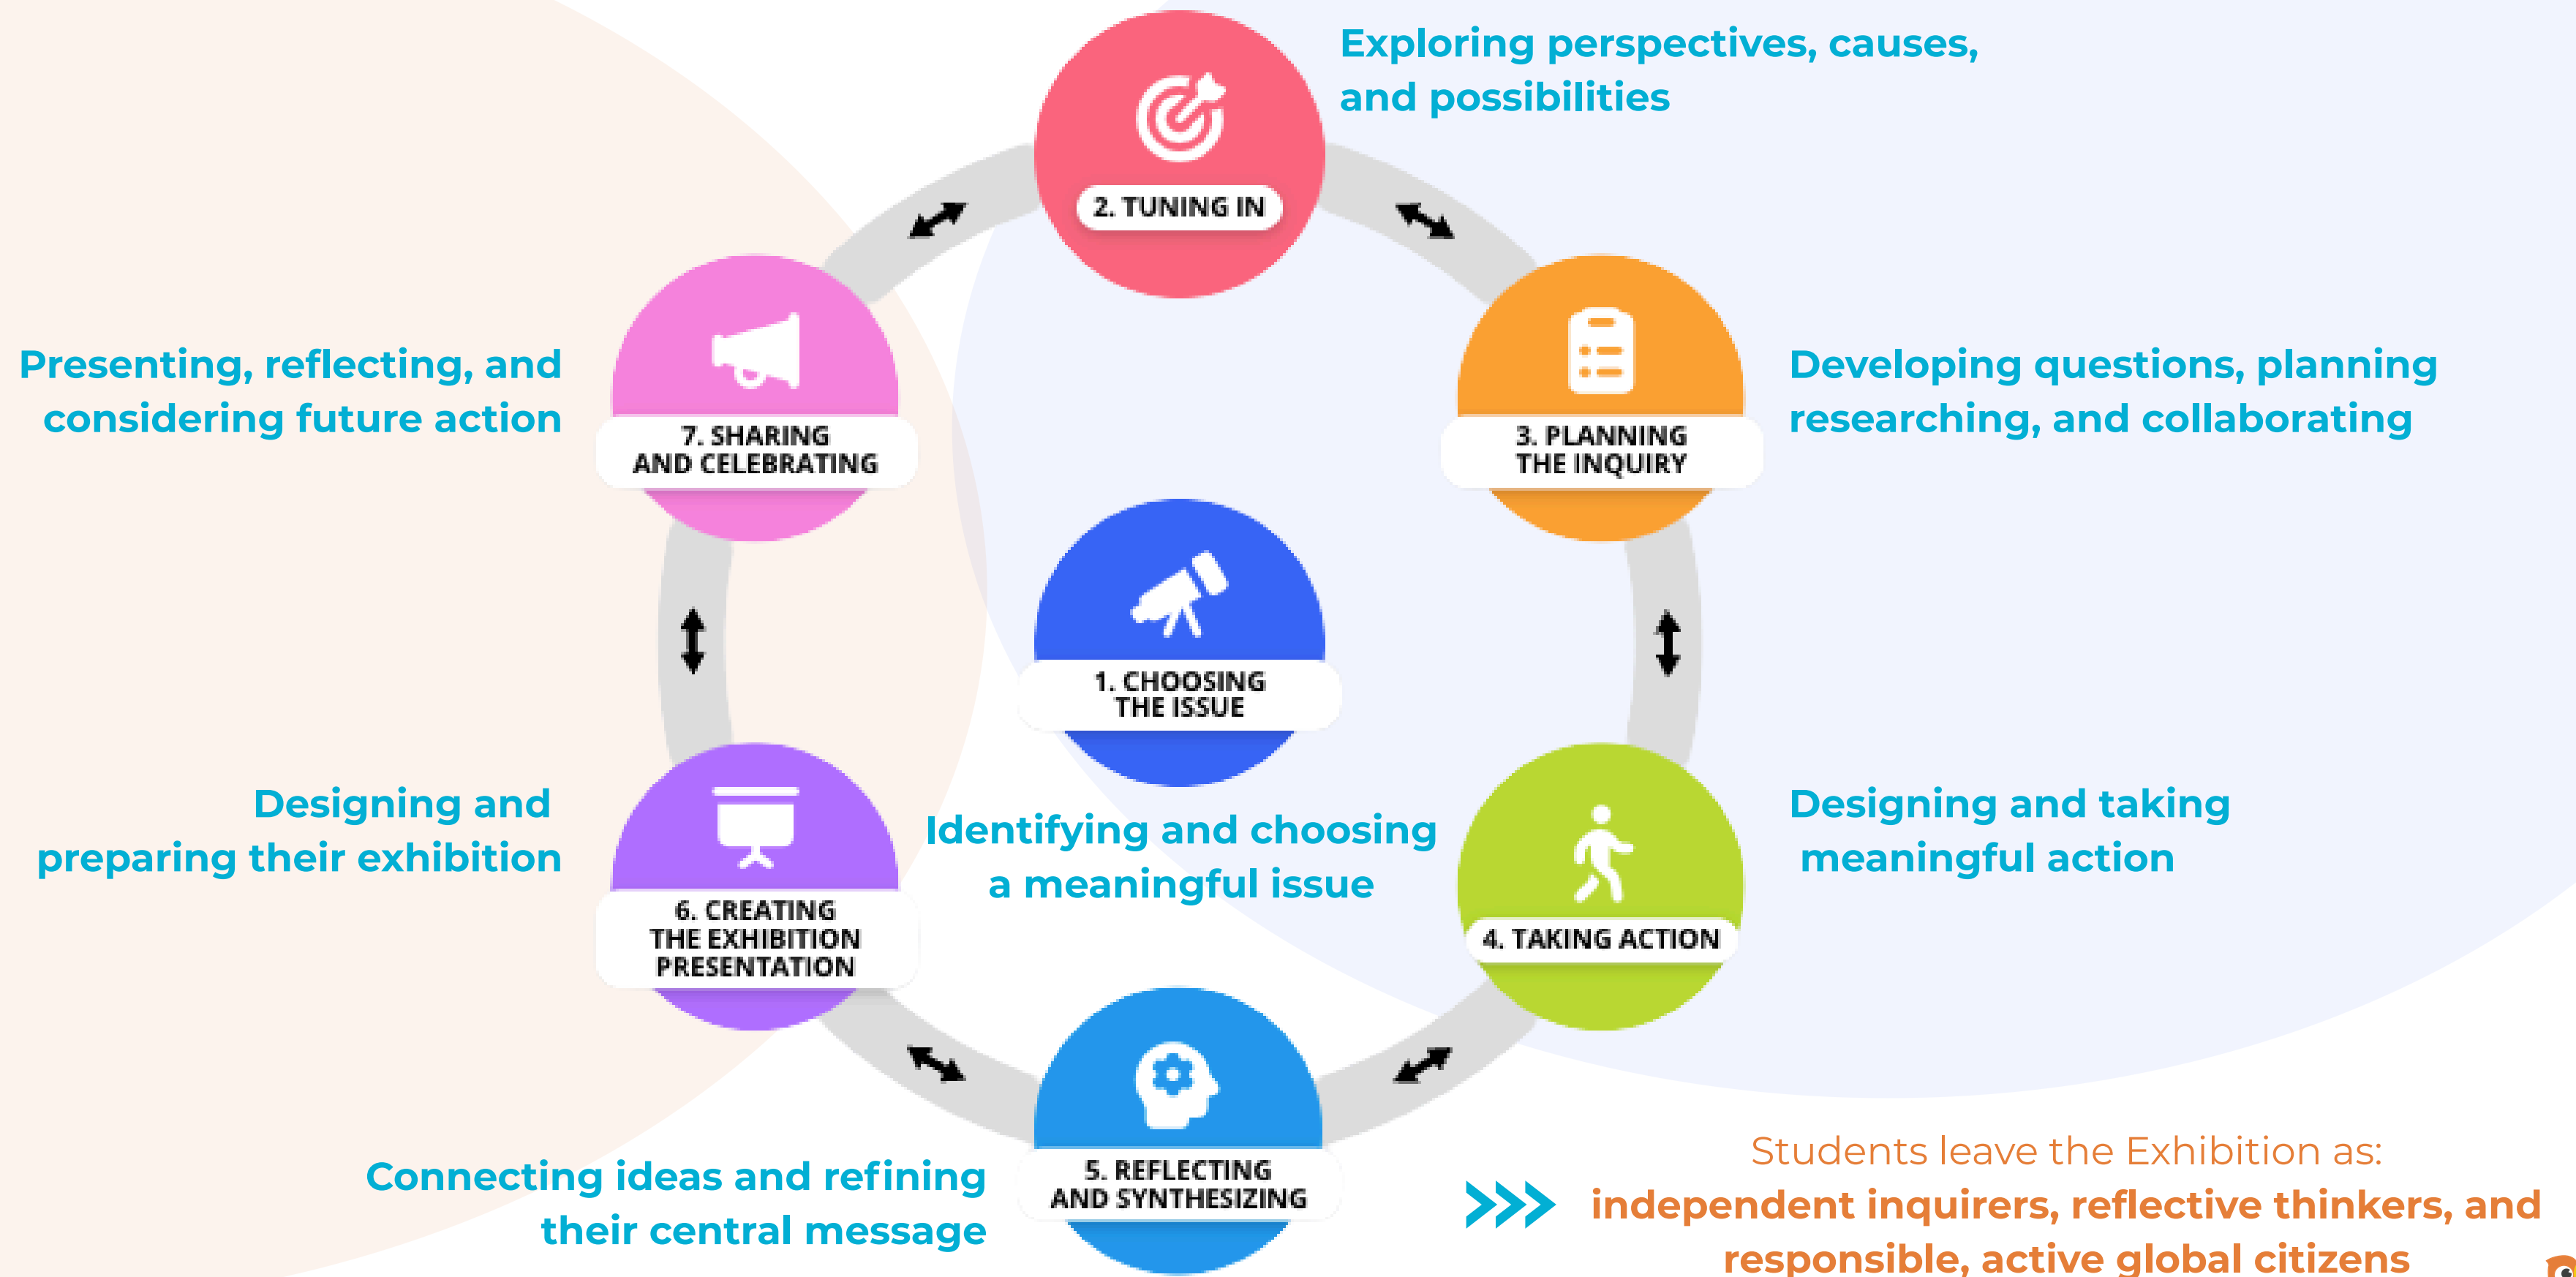 Exploring perspectives, causes,
and possibilities
2. TUNING IN
Presenting, reflecting, and
considering future action
7. SHARING
AND CELEBRATING
3. PLANNING
THE INQUIRY
Developing questions, planning
researching, and collaborating
1. CHOOSING
THE ISSUE
Identifying and choosing
a meaningful issue
Designing and
preparing their exhibition
6. CREATING
THE EXHIBITION
PRESENTATION
4. TAKING ACTION
Designing and taking
meaningful action
5. REFLECTING
AND SYNTHESIZING
Connecting ideas and refining
their central message
Students leave the Exhibition as:
independent inquirers, reflective thinkers, and
responsible, active global citizens